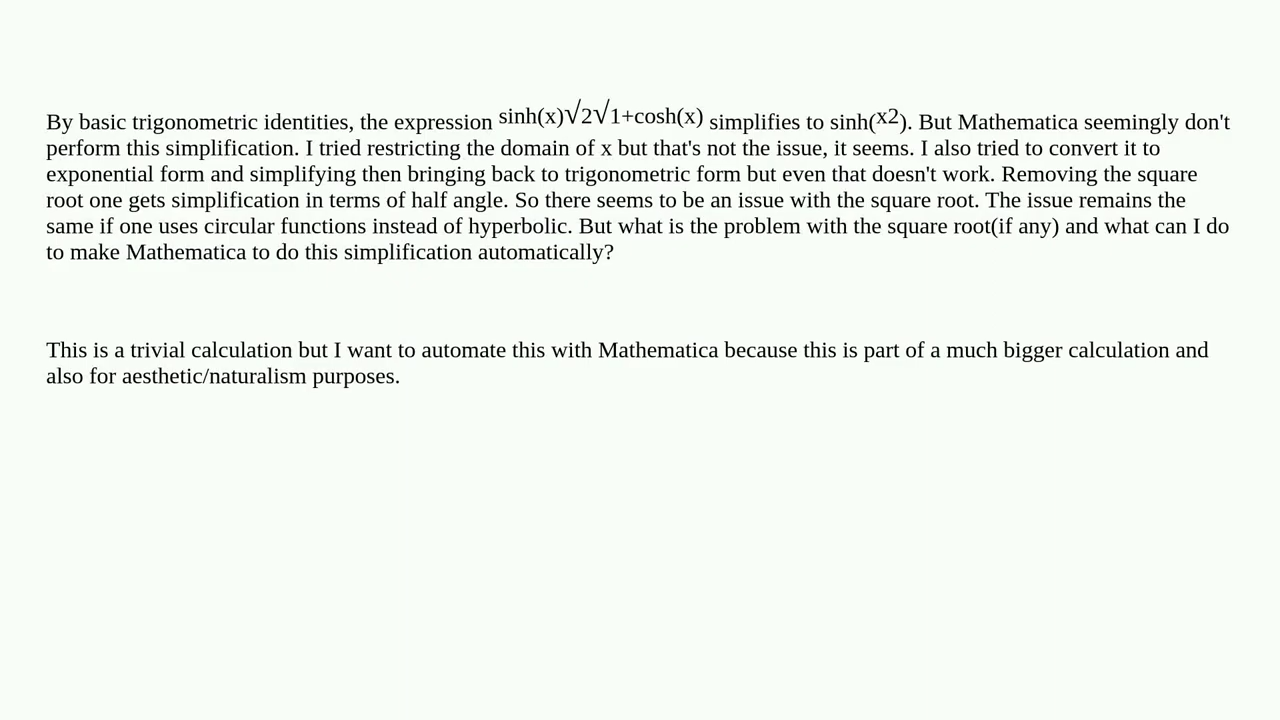 By basic trigonometric identities, the expression sinh(x)√2√1+cosh(x) simplifies to sinh(x2). But Mathematica seemingly don't
perform this simplification. I tried restricting the domain of x but that's not the issue, it seems. I also tried to convert it to
exponential form and simplifying then bringing back to trigonometric form but even that doesn't work. Removing the square
root one gets simplification in terms of half angle. So there seems to be an issue with the square root. The issue remains the
same if one uses circular functions instead of hyperbolic. But what is the problem with the square root(if any) and what can I do
to make Mathematica to do this simplification automatically?
This is a trivial calculation but I want to automate this with Mathematica because this is part of a much bigger calculation and
also for aesthetic/naturalism purposes.